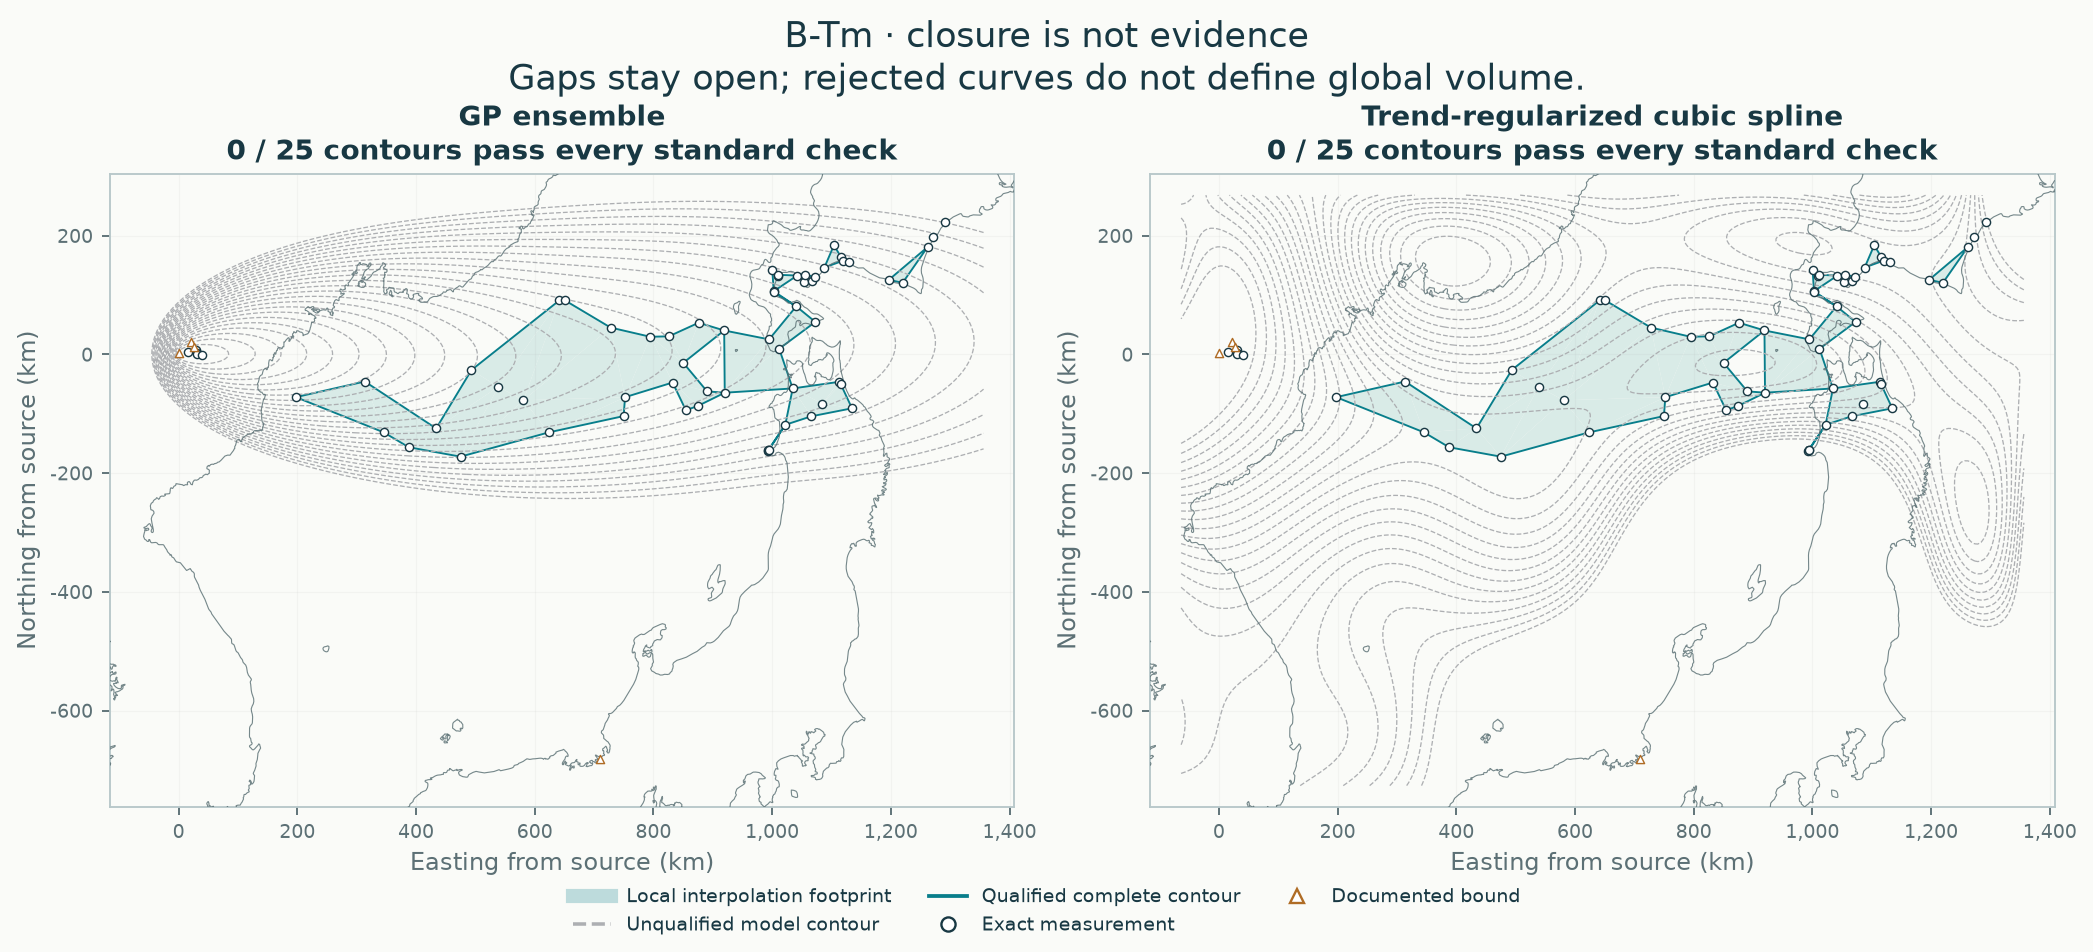 B-Tm · closure is not evidence
Gaps stay open; rejected curves do not define global volume.
GP ensemble
0 / 25 contours pass every standard check
Trend-regularized cubic spline
0 / 25 contours pass every standard check
Northing from source (km)
200
0
-200
-400
-600
0
200
400
600
800
1,000
1,200
1,400
Easting from source (km)
Northing from source (km)
200
0
-200
-400
-600
0
200
400
600
800
1,000
1,200
1,400
Easting from source (km)
Local interpolation footprint
Qualified complete contour
Documented bound
Unqualified model contour
Exact measurement